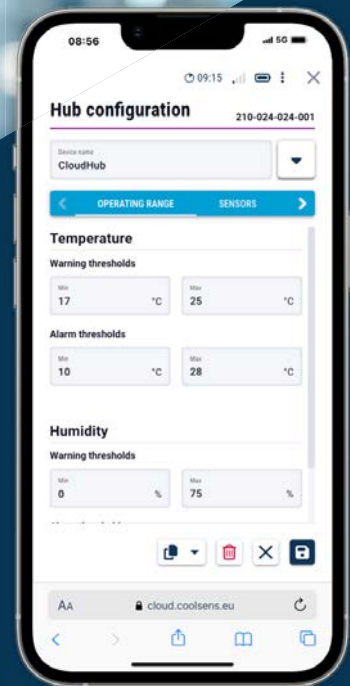 08:56
5G
09:15
Hub configuration
210-024-024-001
Device name
CloudHub
OPERATING RANGE SENSORS
Temperature
Warning thresholds
Min Max
17 °C 25 °C
Alarm thresholds
Min Max
10 °C 28 °C
Humidity
Warning thresholds
Min Max
0 % 75 %
AA cloud.coolsens.eu